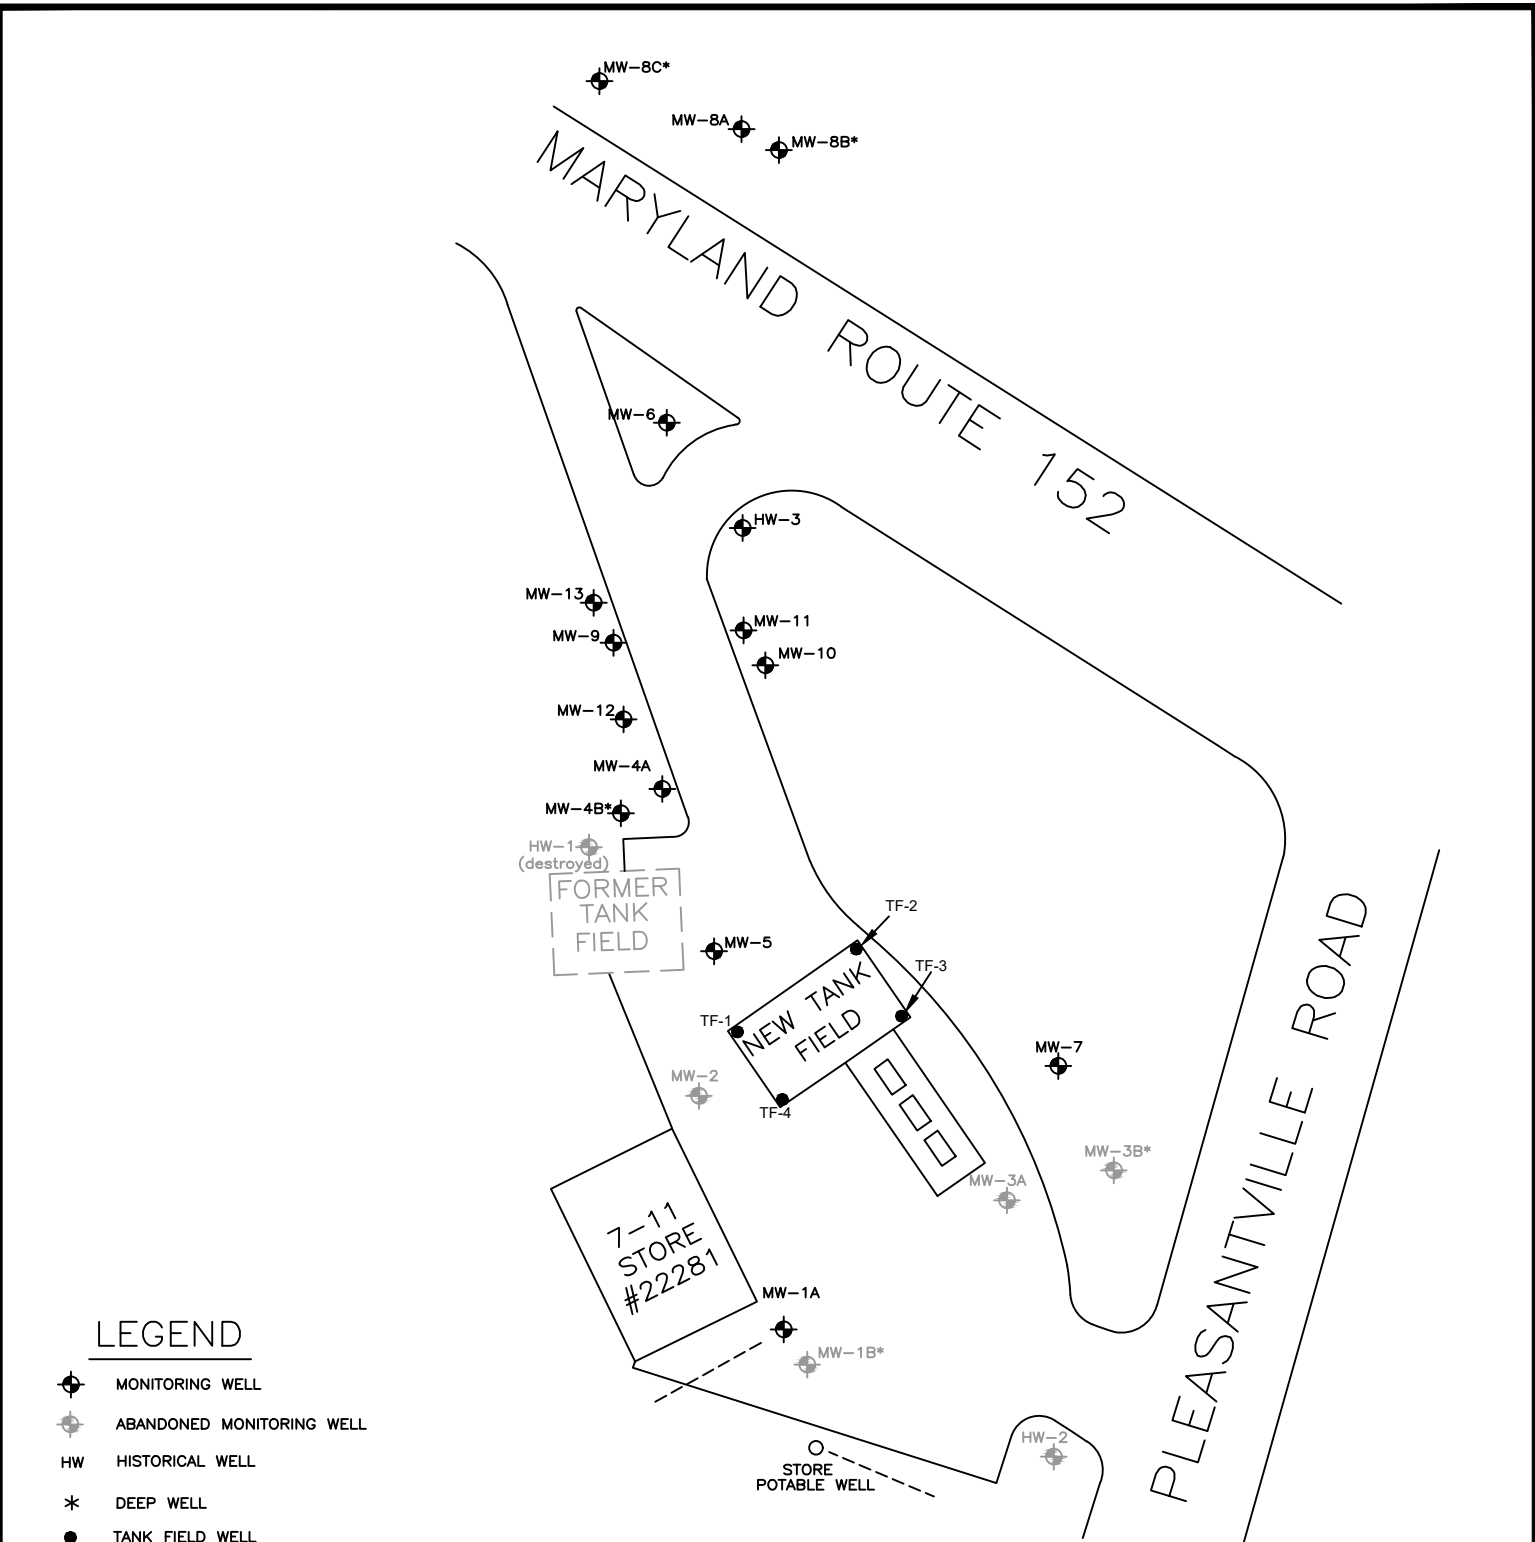 MW-8C*
MW-8A
MW-8B*
MARYLAND ROUTE 152
MW-6
HW-3
MW-13
MW-11
MW-9
MW-10
MW-12
MW-4A
MW-4B*
HW-1
(destroyed)
FORMER
TANK
FIELD
TF-2
MW-5
TF-3
NEW TANK
FIELD
TF-1
MW-7
MW-2
TF-4
MW-3B*
MW-3A
PLEASANTVILLE ROAD
7-11
STORE
#22281
MW-1A
MW-1B*
HW-2
STORE
POTABLE WELL
LEGEND
MONITORING WELL
ABANDONED MONITORING WELL
HW HISTORICAL WELL
* DEEP WELL
TANK FIELD WELL